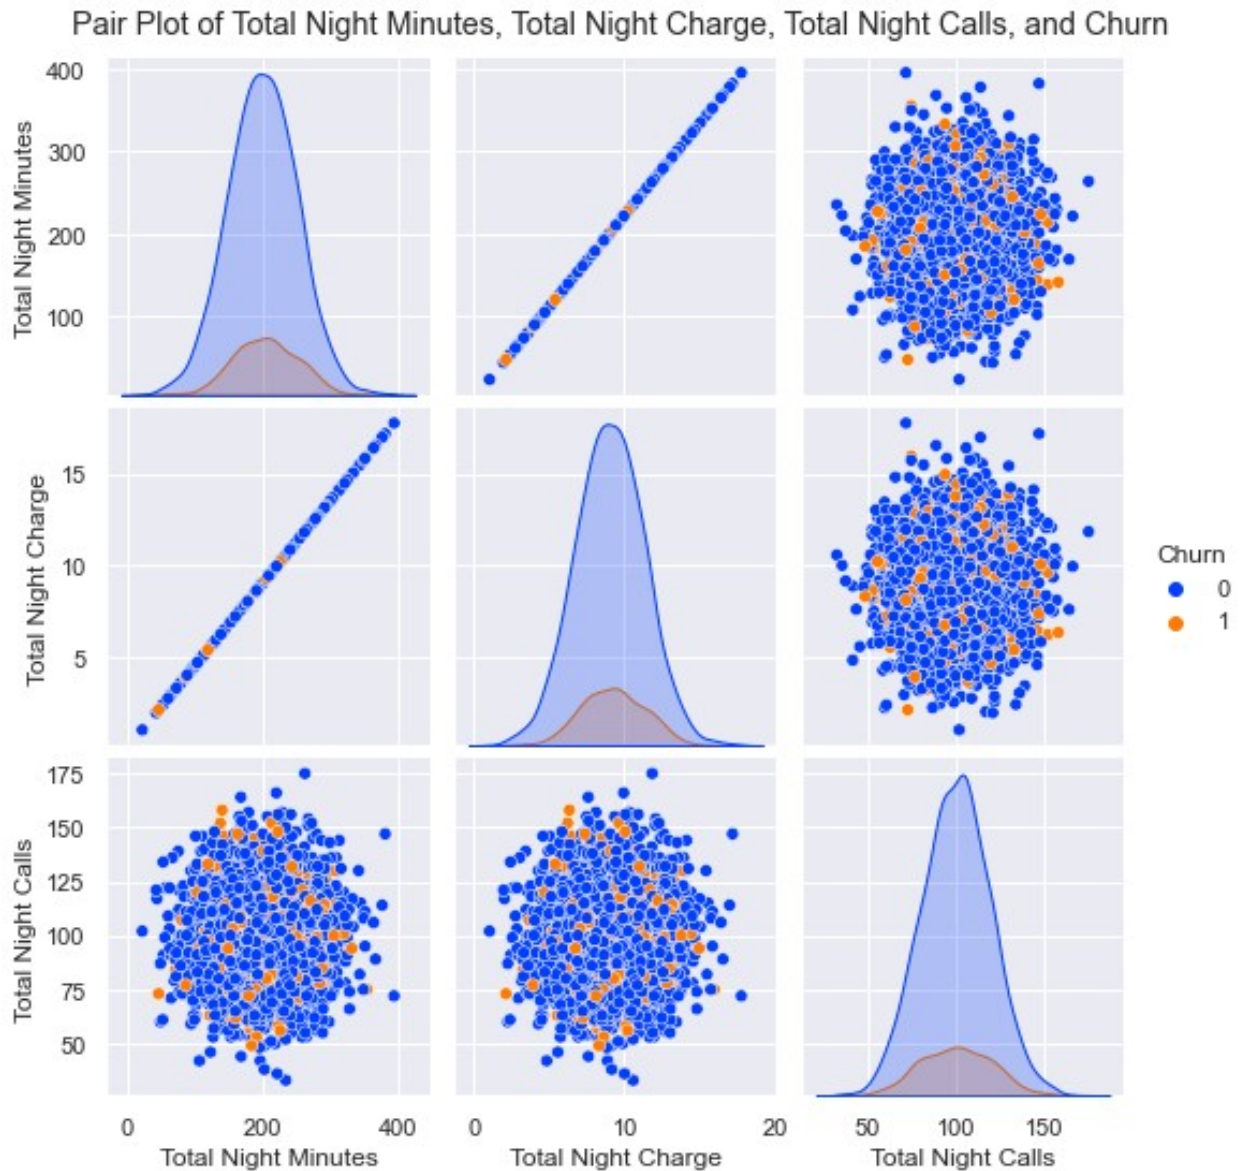 Pair Plot of Total Night Minutes, Total Night Charge, Total Night Calls, and Churn
400
300
200
100
Total Night Minutes
15
10
5
Total Night Charge
Churn
0
1
175
150
125
100
75
50
Total Night Calls
0 200 400
0 10 20
50 100 150
Total Night Minutes
Total Night Charge
Total Night Calls